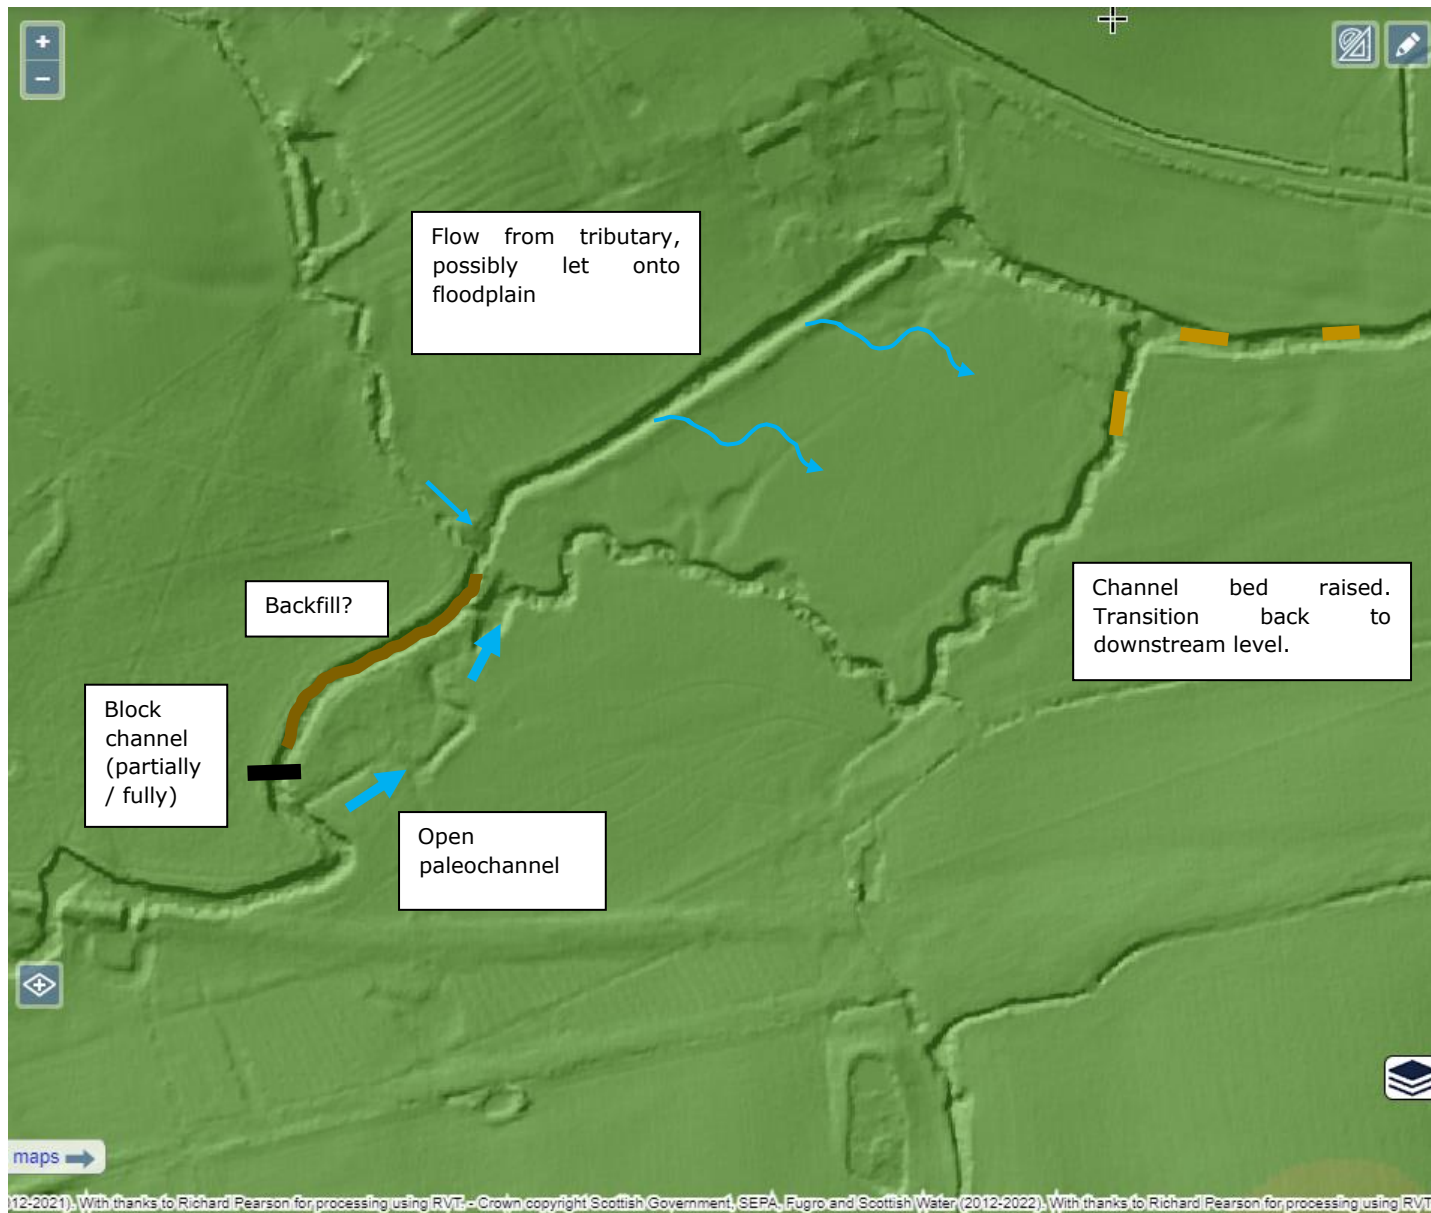 +
−
Flow from tributary,
possibly let onto
floodplain
Backfill?
Channel bed raised.
Transition back to
downstream level.
Block
channel
(partially
/ fully)
Open
paleochannel
maps
12-2021). With thanks to Richard Pearson for processing using RVT. - Crown copyright Scottish Government, SEPA, Fugro and Scottish Water (2012-2022). With thanks to Richard Pearson for processing using RVT